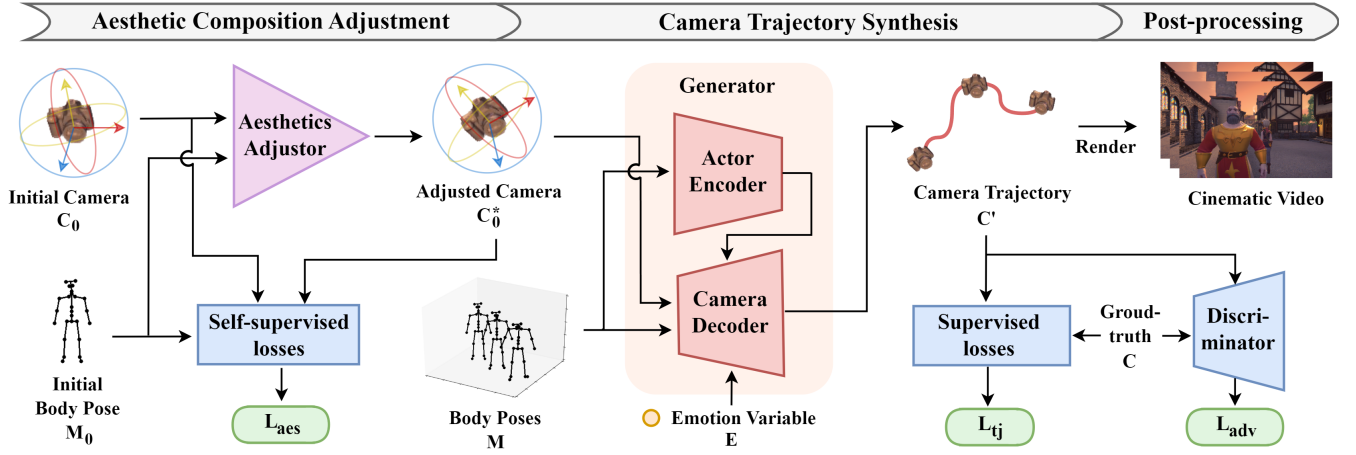 Aesthetic Composition Adjustment
Camera Trajectory Synthesis
Post-processing
Initial Camera
C0
Aesthetics
Adjustor
Adjusted Camera
C0*
Generator
Actor
Encoder
Camera
Decoder
Camera Trajectory
C'
Render
Cinematic Video
Initial
Body Pose
M0
Self-supervised
losses
Laes
Body Poses
M
Emotion Variable
E
Supervised
losses
Ltj
Groud-
truth
C
Discri-
minator
Ladv